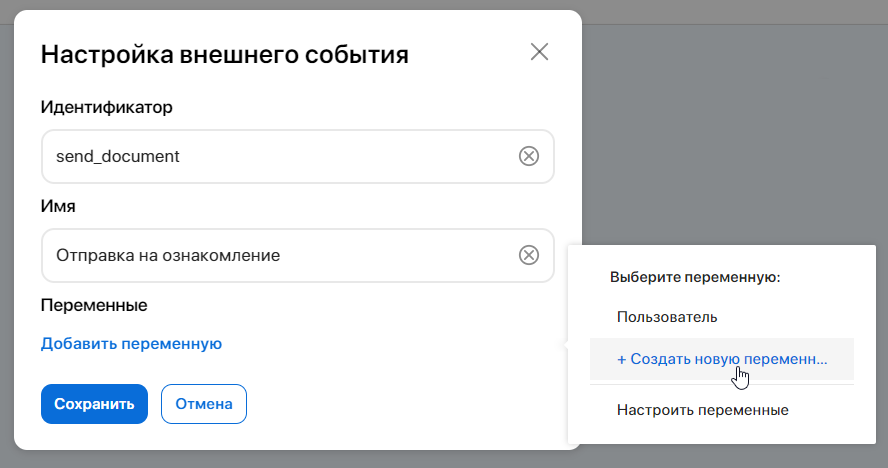 Настройка внешнего события
Идентификатор
send_document
Имя
Отправка на ознакомление
Переменные
Добавить переменную
Сохранить
Отмена
Выберите переменную:
Пользователь
+ Создать новую переменн...
Настроить переменные